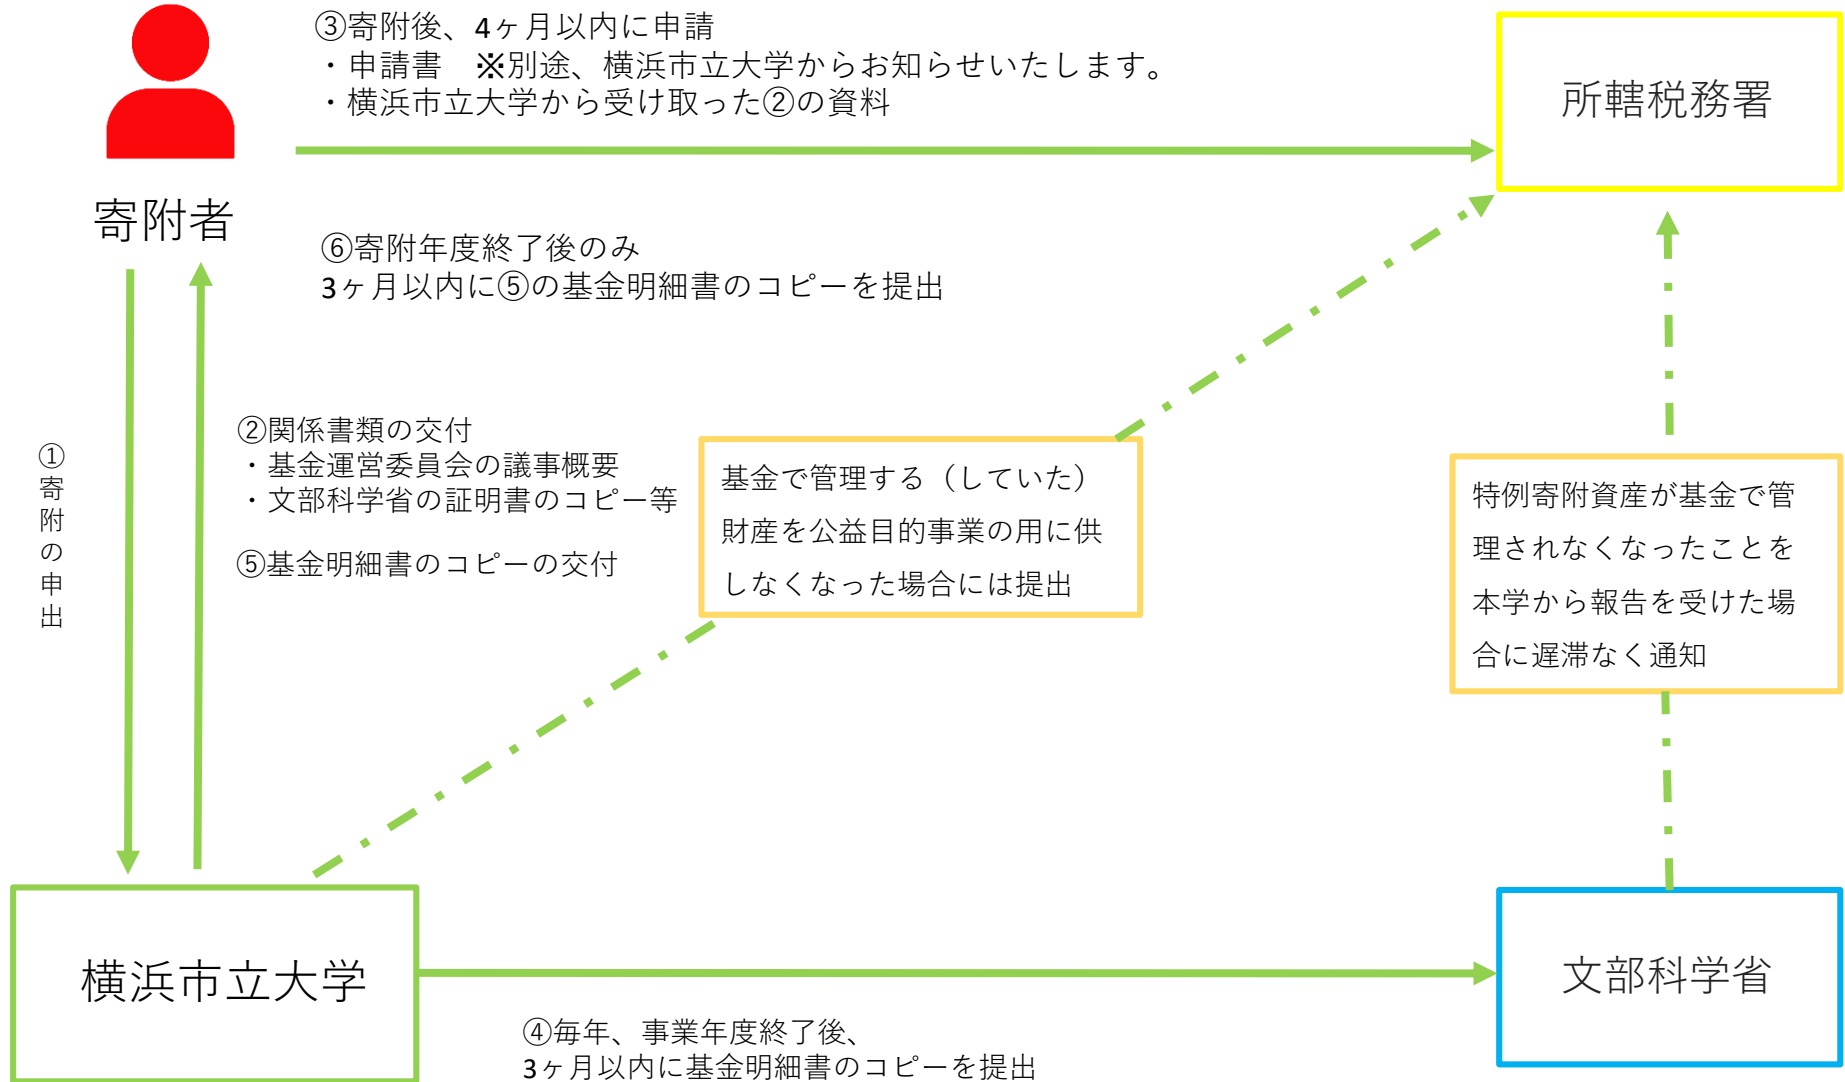 ③寄附後、4ヶ月以内に申請
・申請書　※別途、横浜市立大学からお知らせいたします。
・横浜市立大学から受け取った②の資料
所轄税務署
寄附者
⑥寄附年度終了後のみ
3ヶ月以内に⑤の基金明細書のコピーを提出
①寄附の申出
②関係書類の交付
・基金運営委員会の議事概要
・文部科学省の証明書のコピー等
⑤基金明細書のコピーの交付
基金で管理する（していた）
財産を公益目的事業の用に供
しなくなった場合には提出
特例寄附資産が基金で管
理されなくなったことを
本学から報告を受けた場
合に遅滞なく通知
横浜市立大学
文部科学省
④毎年、事業年度終了後、
3ヶ月以内に基金明細書のコピーを提出